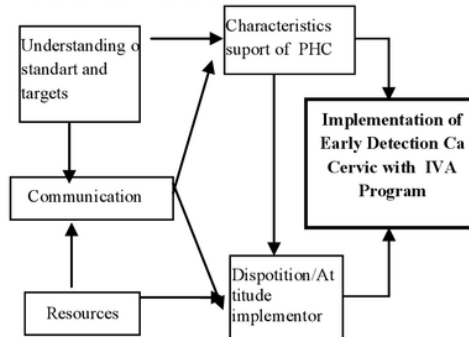 Understanding o
standart and
targets
Characteristics
suport of PHC
Implementation of
Early Detection Ca
Cervic with IVA
Program
Communication
Dispotition/At
titude
implementor
Resources